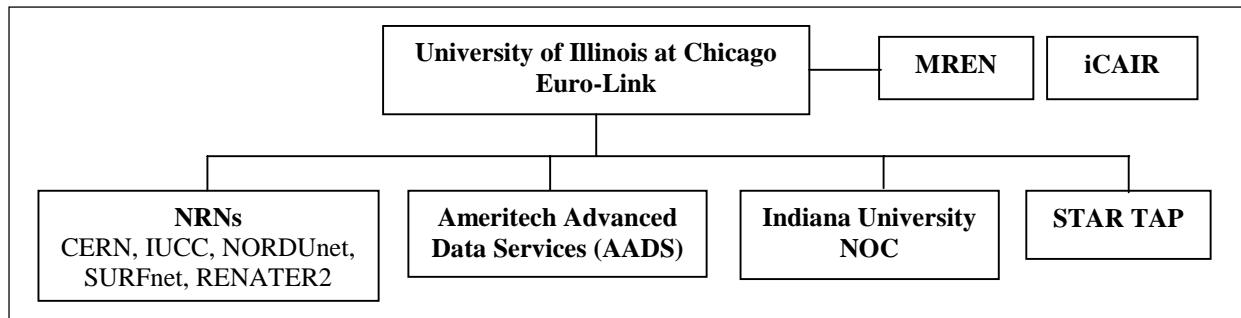 University of Illinois at Chicago
Euro-Link
MREN
iCAIR
NRNs
CERN, IUCC, NORDUnet,
SURFnet, RENATER2
Ameritech Advanced
Data Services (AADS)
Indiana University
NOC
STAR TAP